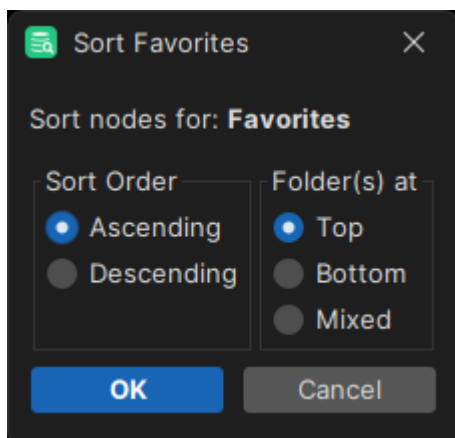 Sort Favorites
Sort nodes for: Favorites
Sort Order
Ascending
Descending
Folder(s) at
Top
Bottom
Mixed
OK
Cancel